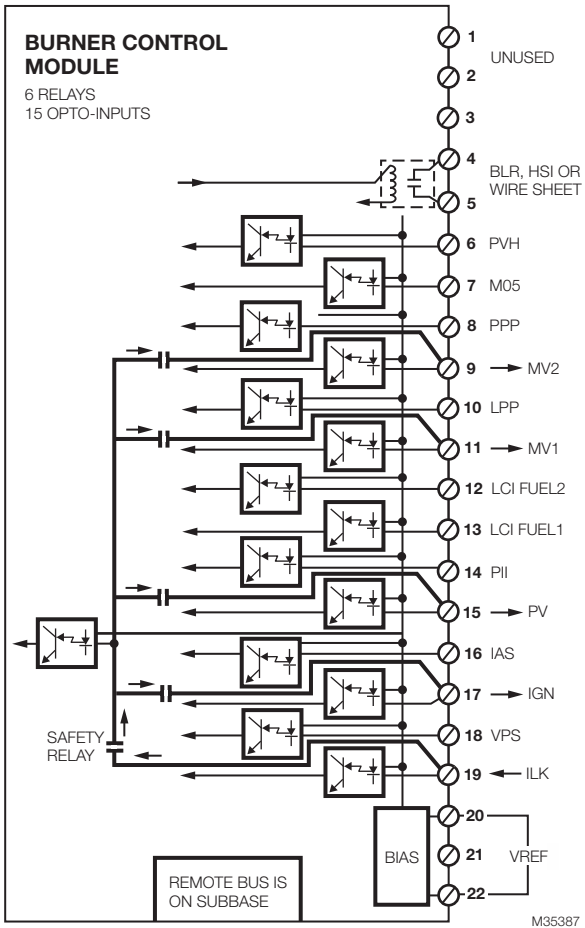 BURNER CONTROL
MODULE
6 RELAYS
15 OPTO-INPUTS
1
UNUSED
2
3
4
BLR, HSI OR
WIRE SHEET
5
6 PVH
7 M05
8 PPP
9 MV2
10 LPP
11 MV1
12 LCI FUEL2
13 LCI FUEL1
14 PII
15 PV
16 IAS
17 IGN
18 VPS
SAFETY
RELAY
19 ILK
20
BIAS
21 VREF
22
REMOTE BUS IS
ON SUBBASE
M35387